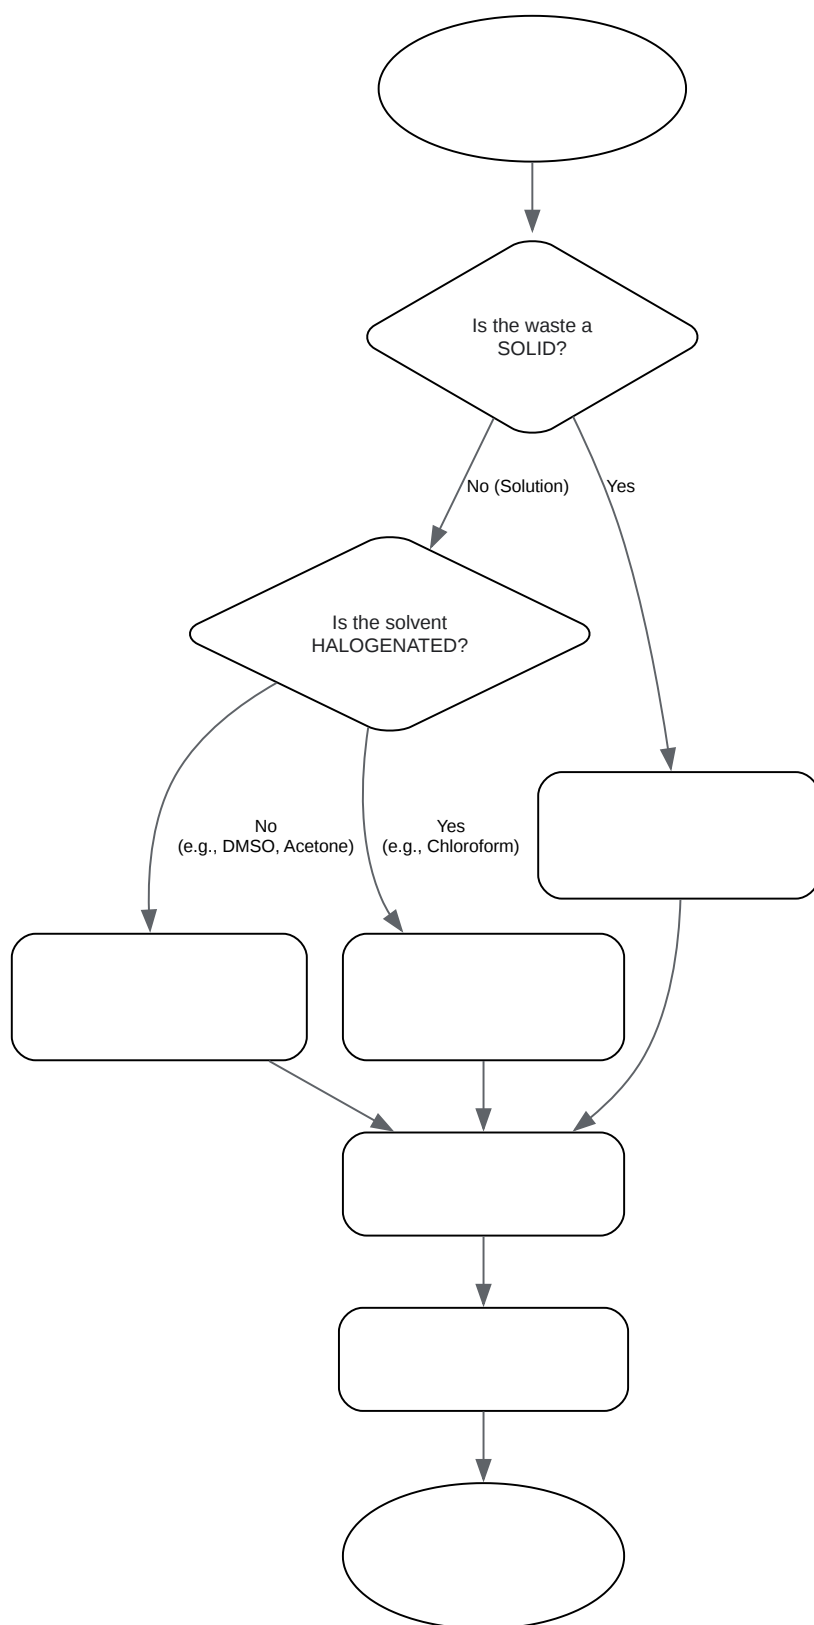 Is the waste a
SOLID?
No (Solution)
Yes
Is the solvent
HALOGENATED?
No
(e.g., DMSO, Acetone)
Yes
(e.g., Chloroform)